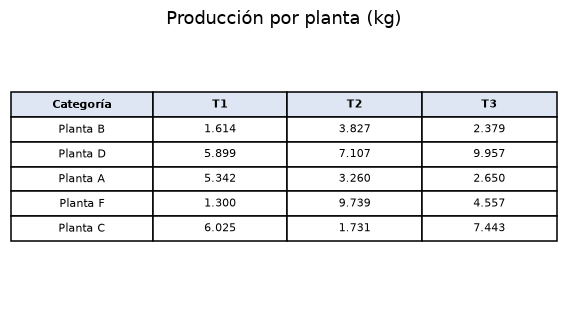 Producción por planta (kg)
Categoría T1 T2 T3
Planta B 1.614 3.827 2.379
Planta D 5.899 7.107 9.957
Planta A 5.342 3.260 2.650
Planta F 1.300 9.739 4.557
Planta C 6.025 1.731 7.443